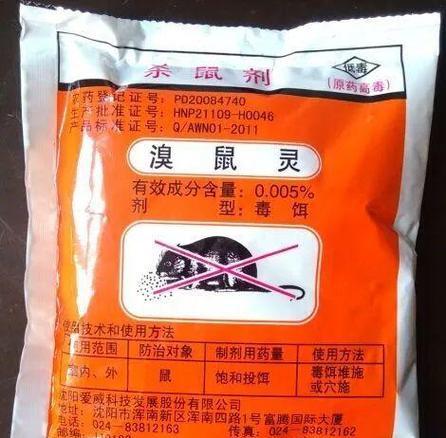 杀鼠剂
低毒
(原药高毒)
农药登记证号：PD20084740
生产批准证号：HNP21109-H0046
产品标准证号：Q/AWN01-2011
溴鼠灵
有效成分含量：0.005%
剂 型：毒饵
使用技术和使用方法
使用范围 防治对象 制剂用药量 使用方法
室内、外 鼠 饱和投饵 毒饵堆施或穴施
沈阳爱威科技发展股份有限公司
地址：沈阳市浑南新区浑南四路1号富腾国际大厦
电话：024-83812163 传真：024-83812162
邮编：